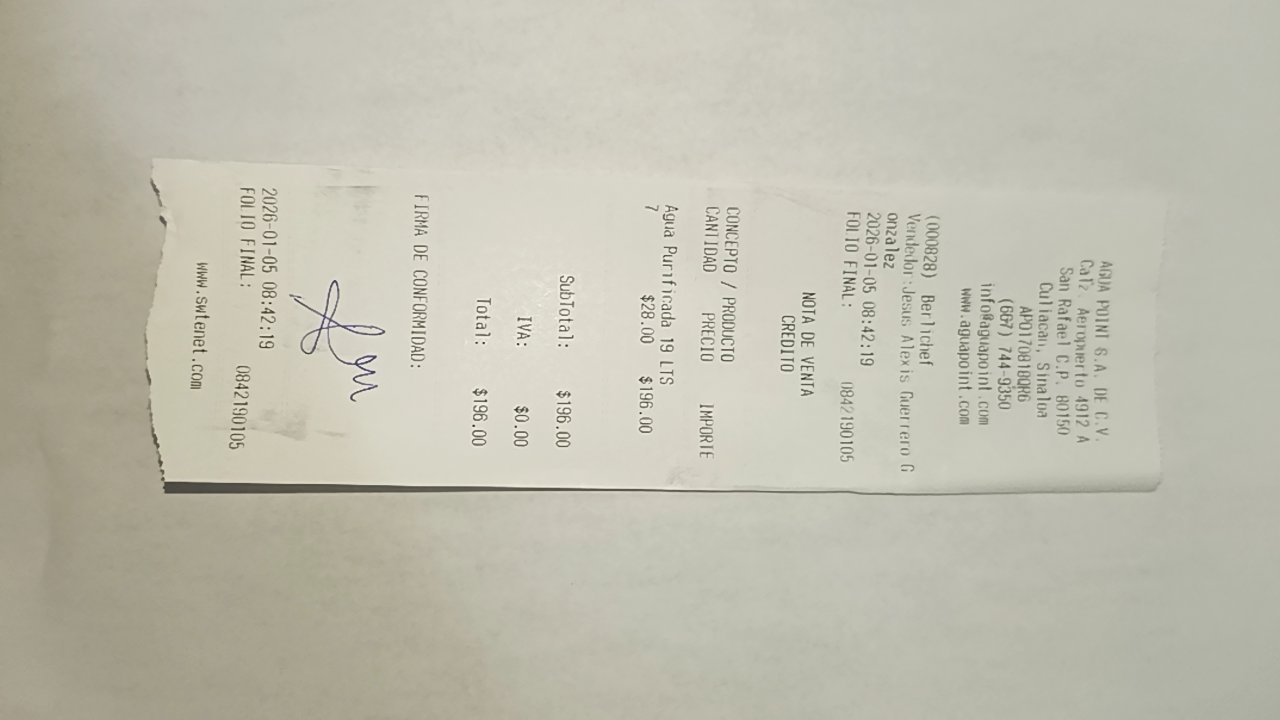 AGUA POINT S.A. DE C.V.
Calz. Aeropuerto 4912 A
San Rafael C.P. 80150
Culiacan, Sinaloa
APO170818QR6
(667) 744-9350
info@aguapoint.com
www.aguapoint.com
(000828) Berlichef
Vendedor:Jesus Alexis Guerrero G
onzalez
2026-01-05 08:42:19
FOLIO FINAL: 0842190105
NOTA DE VENTA
CREDITO
CONCEPTO / PRODUCTO
CANTIDAD PRECIO IMPORTE
Agua Purificada 19 LTS
7 $28.00 $196.00
SubTotal: $196.00
IVA: $0.00
Total: $196.00
FIRMA DE CONFORMIDAD:
2026-01-05 08:42:19
FOLIO FINAL: 0842190105
www.swtenet.com